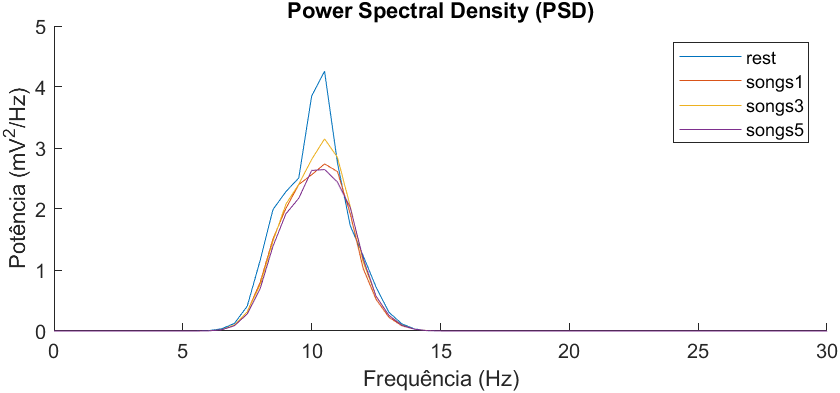 Power Spectral Density (PSD)
Potência (mV²/Hz)
5
4
3
2
1
0
rest
songs1
songs3
songs5
0 5 10 15 20 25 30
Frequência (Hz)